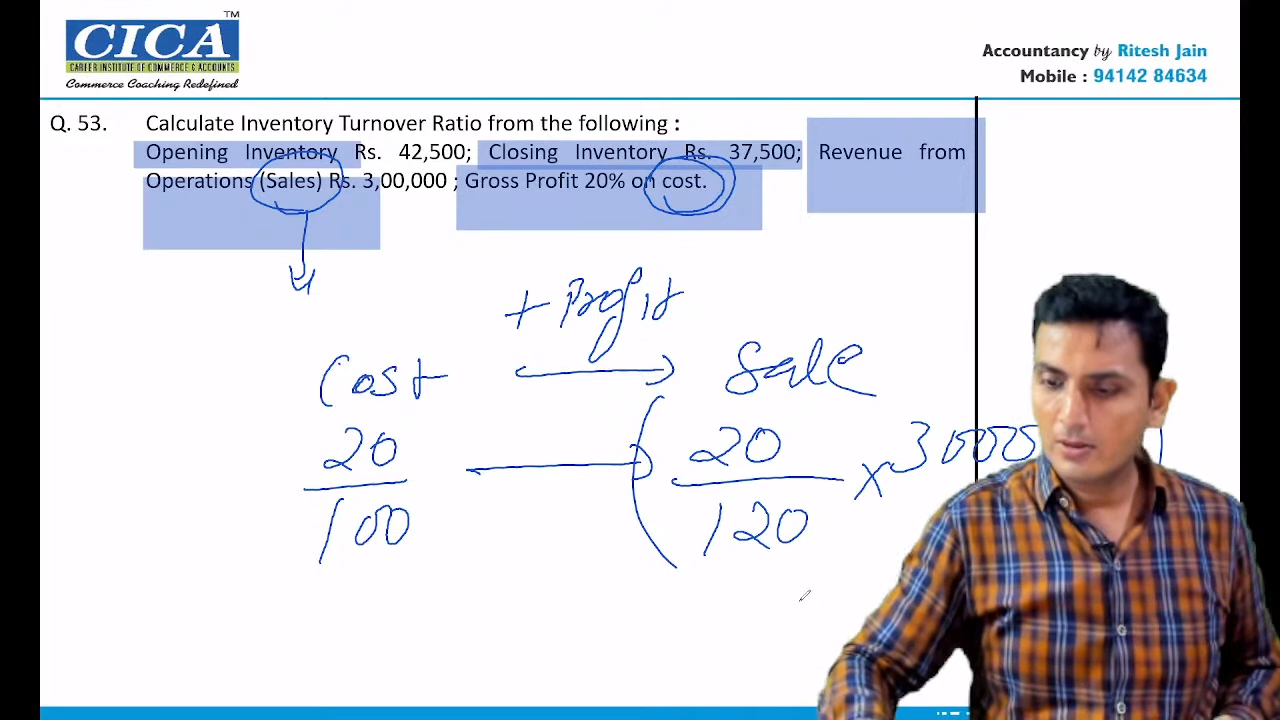 TM
CICA
CAREER INSTITUTE OF COMMERCE & ACCOUNTS
Commerce Coaching Redefined
Accountancy by Ritesh Jain
Mobile : 94142 84634
Q. 53. Calculate Inventory Turnover Ratio from the following :
Opening Inventory Rs. 42,500; Closing Inventory Rs. 37,500; Revenue from
Operations (Sales) Rs. 3,00,000 ; Gross Profit 20% on cost.
+ Profit
Cost Sale
20 20 × 30000
100 120